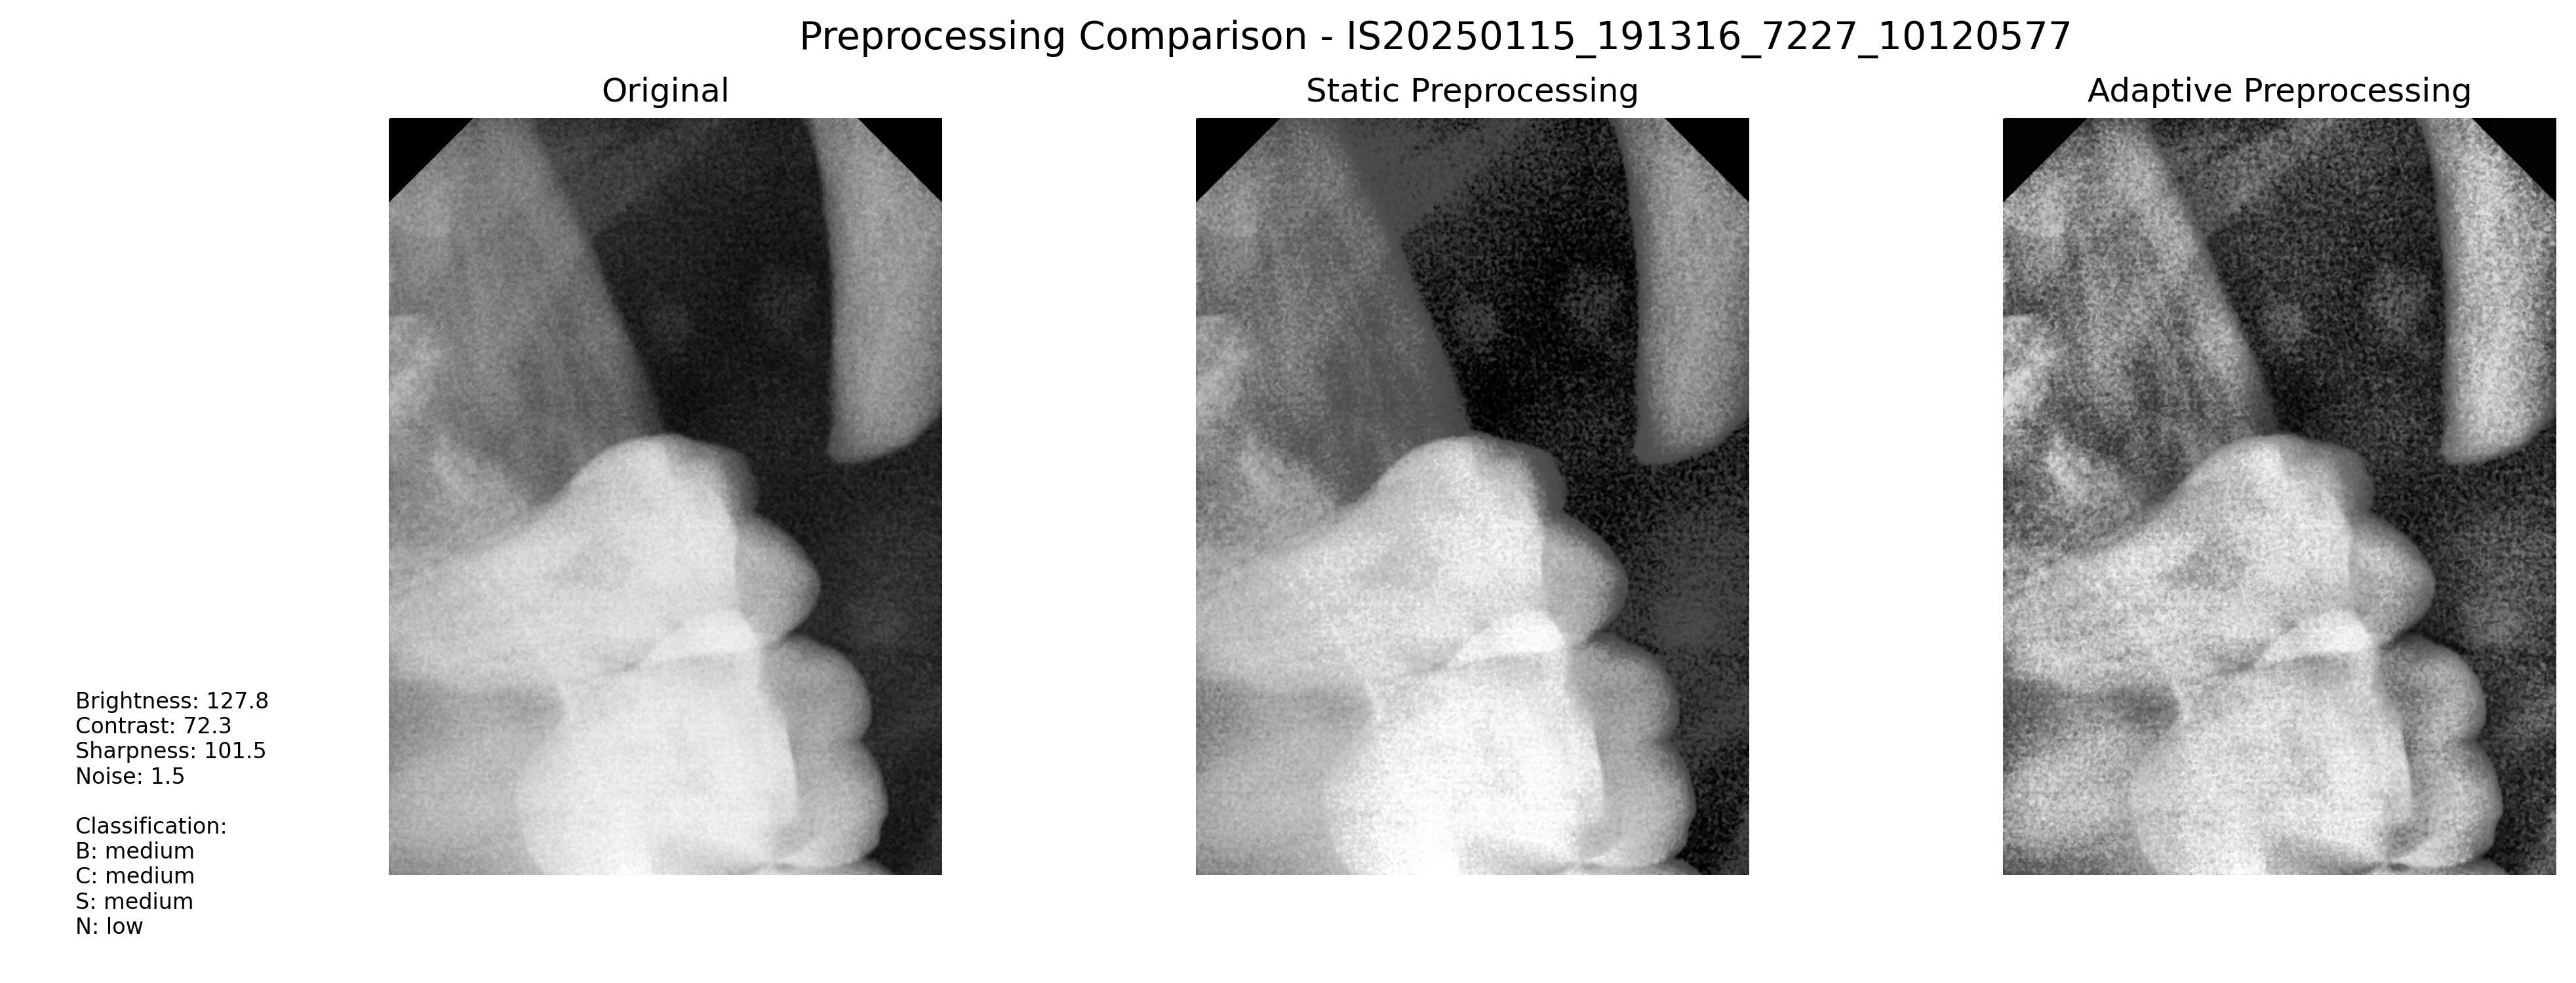 Preprocessing Comparison - IS20250115_191316_7227_10120577
Original
Static Preprocessing
Adaptive Preprocessing
Brightness: 127.8
Contrast: 72.3
Sharpness: 101.5
Noise: 1.5
Classification:
B: medium
C: medium
S: medium
N: low